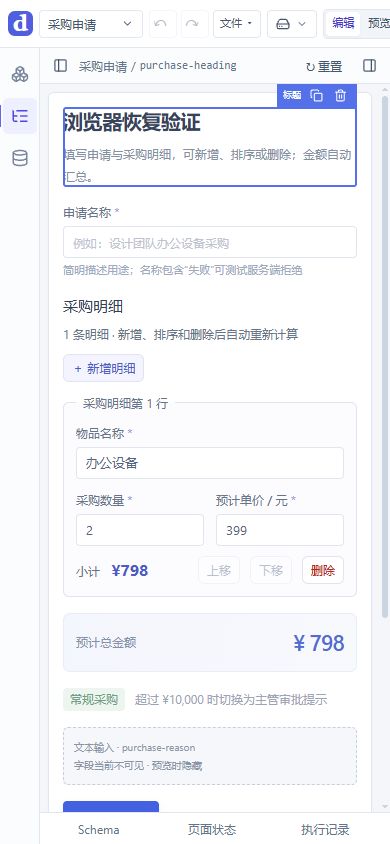 d 采购申请 文件 编辑 预览
采购申请 / purchase-heading 重置
标题
浏览器恢复验证
填写申请与采购明细，可新增、排序或删除；金额自动
汇总。
申请名称 *
例如：设计团队办公设备采购
简明描述用途；名称包含“失败”可测试服务端拒绝
采购明细
1 条明细 · 新增、排序和删除后自动重新计算
+ 新增明细
采购明细第 1 行
物品名称 *
办公设备
采购数量 * 预计单价 / 元 *
2 399
小计 ¥798 上移 下移 删除
预计总金额 ¥ 798
常规采购 超过 ¥10,000 时切换为主管审批提示
文本输入 · purchase-reason
字段当前不可见 · 预览时隐藏
Schema 页面状态 执行记录